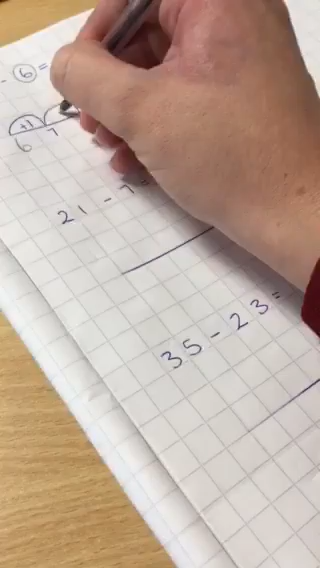 - 6 =
+1
6 7
21 - 7 =
35 - 23 =